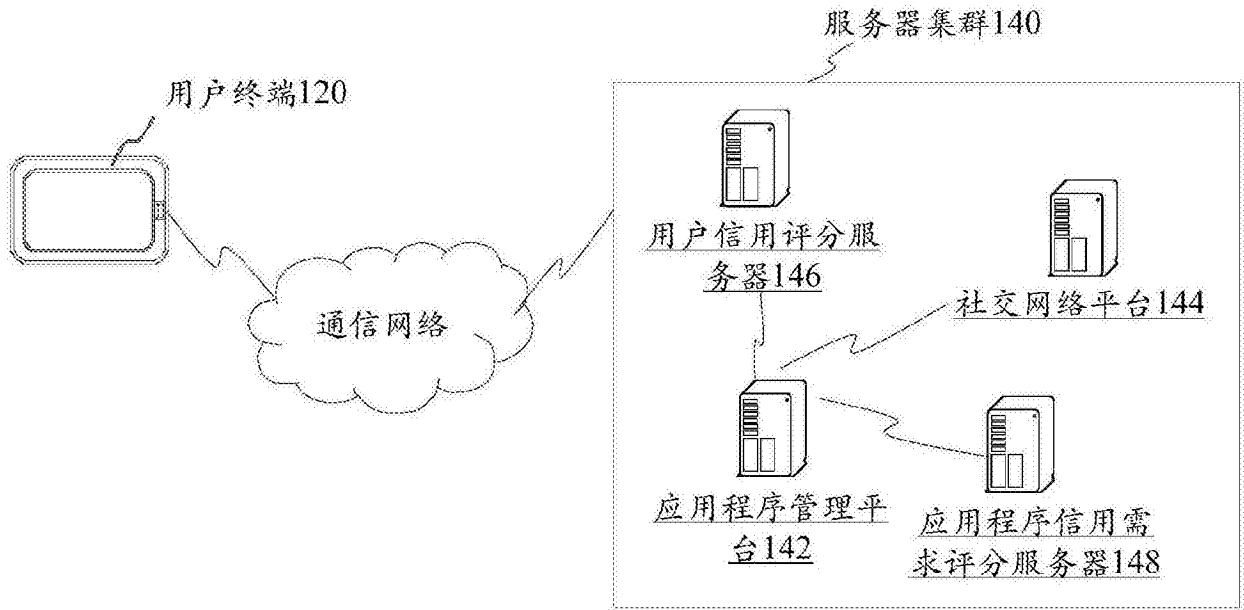 服务器集群140
用户终端120
用户信用评分服
务器146
社交网络平台144
通信网络
应用程序管理平
台142
应用程序信用需
求评分服务器148